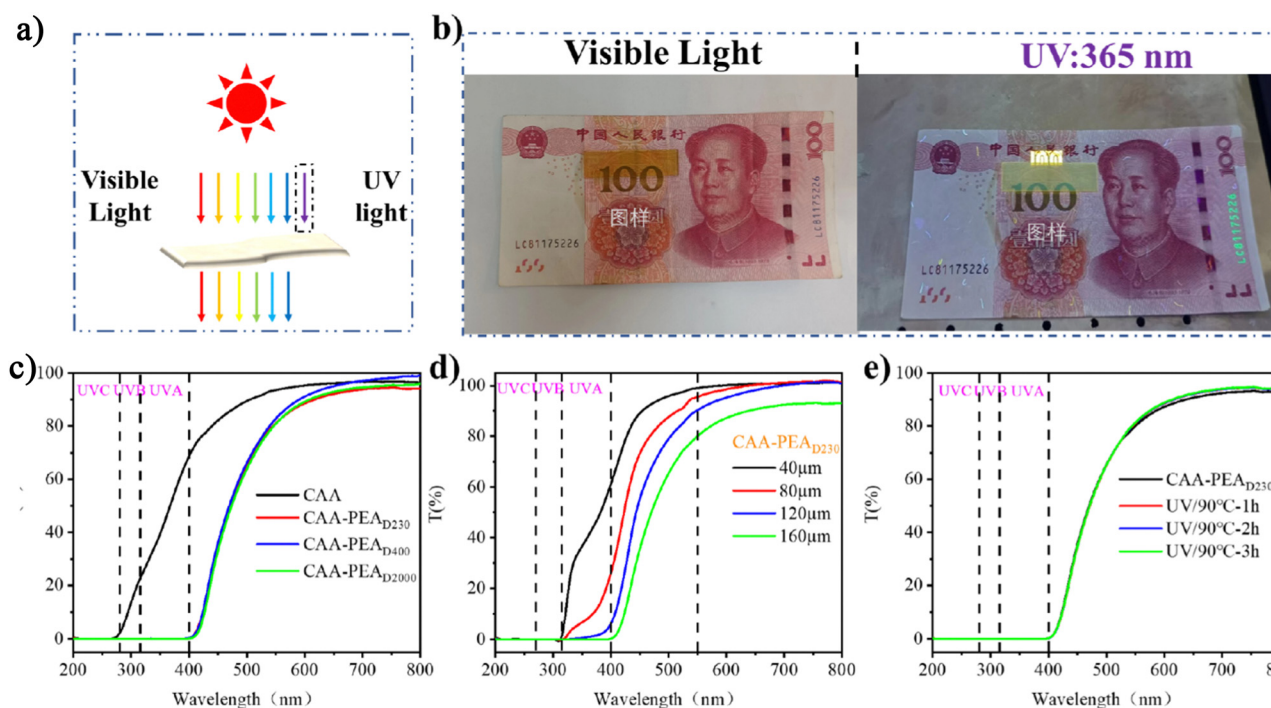 a)
Visible
Light
UV
light
b)
Visible Light
UV:365 nm
中国人民银行
100
100
图样
LC81175226
LC81175226
中国人民银行
100
100
图样
LC81175226
LC81175226
c)
UVC UVB UVA
100
80
60
40
20
0
CAA
CAA-PEAD230
CAA-PEAD400
CAA-PEAD2000
200 300 400 500 600 700 800
Wavelength（nm）
d)
T(%)
UVC UVB UVA
100
80
60
40
20
0
CAA-PEAD230
40μm
80μm
120μm
160μm
200 300 400 500 600 700 800
Wavelength（nm）
e)
T(%)
UVC UVB UVA
100
80
60
40
20
0
CAA-PEAD230
UV/90℃-1h
UV/90℃-2h
UV/90℃-3h
200 300 400 500 600 700 800
Wavelength（nm）